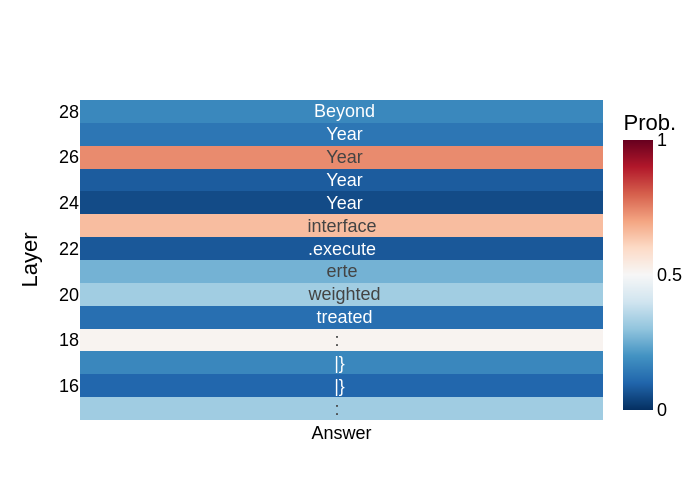 Prob.
28 Beyond 1
Year
26 Year
Year
24 Year
interface
22 .execute 0.5
Layer
erte
20 weighted
treated
18 :
|}
16 |}
: 0
Answer